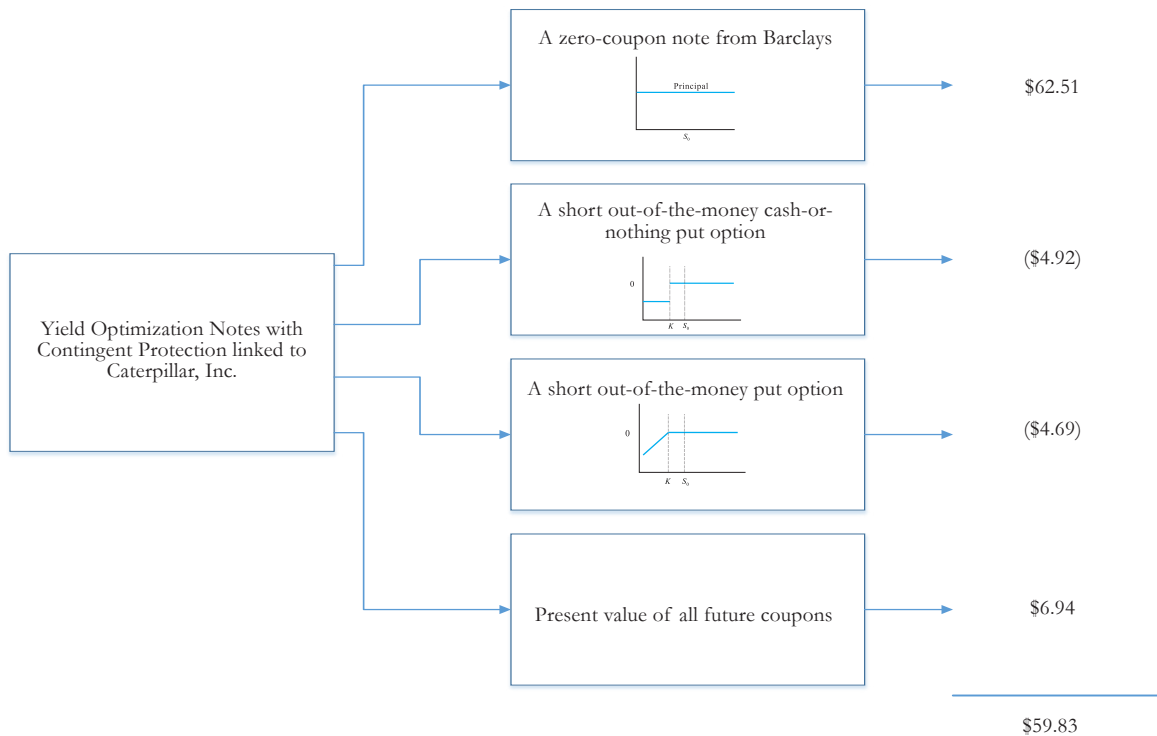 A zero-coupon note from Barclays
Principal
S₀
$62.51
A short out-of-the-money cash-or-
nothing put option
0
K S₀
($4.92)
Yield Optimization Notes with
Contingent Protection linked to
Caterpillar, Inc.
A short out-of-the-money put option
0
K S₀
($4.69)
Present value of all future coupons
$6.94
$59.83